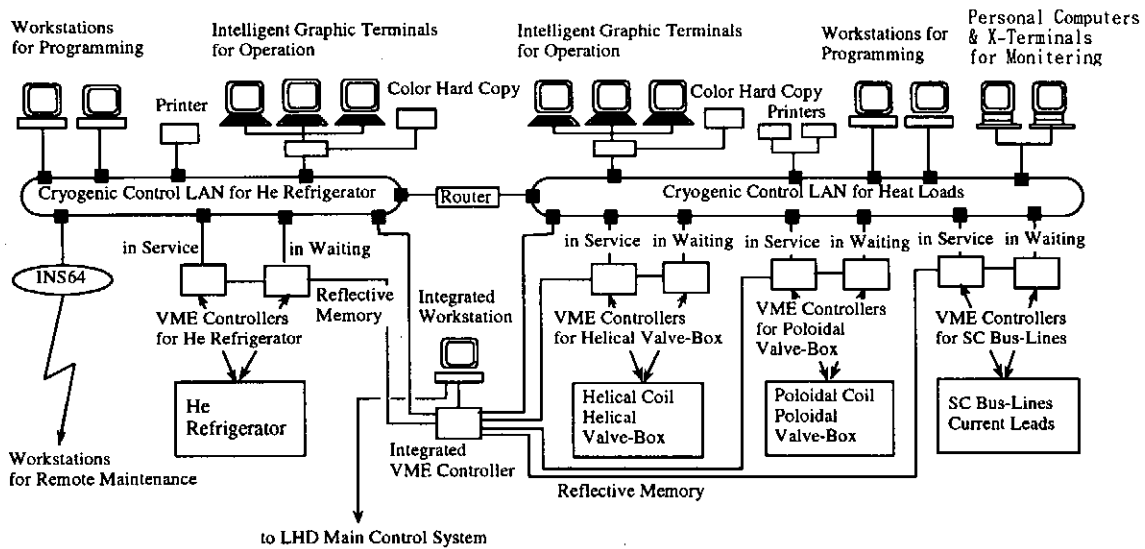 Workstations
for Programming
Intelligent Graphic Terminals
for Operation
Intelligent Graphic Terminals
for Operation
Workstations for
Programming
Personal Computers
& X-Terminals
for Monitering
Printer
Color Hard Copy
Color Hard Copy
Printers
Cryogenic Control LAN for He Refrigerator
Router
Cryogenic Control LAN for Heat Loads
in Service
in Waiting
in Service
in Waiting
in Service
in Waiting
in Service
in Waiting
INS64
Reflective
Memory
Integrated
Workstation
VME Controllers
for He Refrigerator
VME Controllers
for Helical Valve-Box
VME Controllers
for Poloidal
Valve-Box
VME Controllers
for SC Bus-Lines
He
Refrigerator
Helical Coil
Helical
Valve-Box
Poloidal Coil
Poloidal
Valve-Box
SC Bus-Lines
Current Leads
Workstations
for Remote Maintenance
Integrated
VME Controller
Reflective Memory
to LHD Main Control System